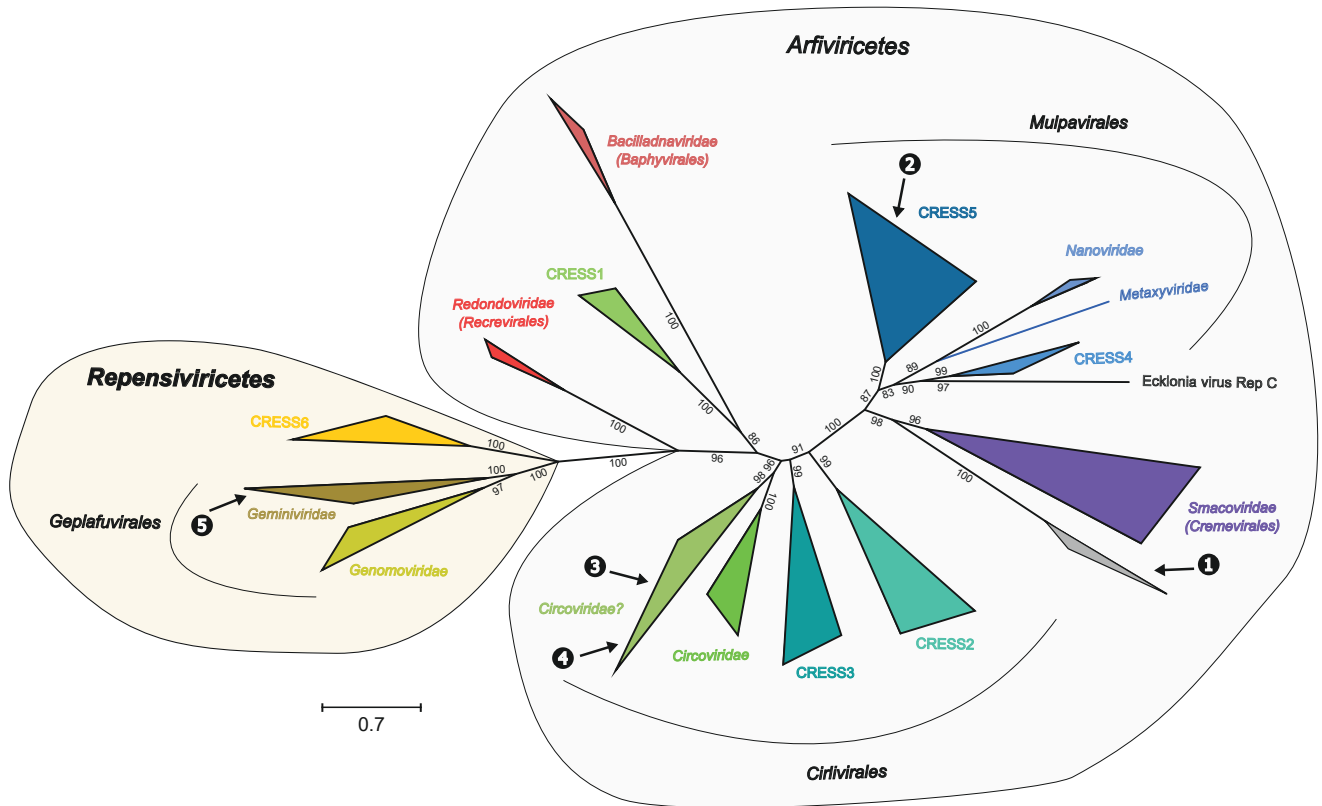 Arfiviricetes
Mulpavirales
Bacilladnaviridae
(Baphyvirales)
2
CRESS5
Nanoviridae
Metaxyviridae
CRESS1
Redondoviridae
(Recrevirales)
100
100
CRESS4
100
89
99
Ecklonia virus Rep C
83
90
97
87
Repensiviricetes
100
100
86
100
91
98
96
CRESS6
100
100
96
96
98
99
99
100
100
100
100
97
Smacoviridae
(Cremevirales)
Geplafuvirales
5
Geminiviridae
Genomoviridae
3
1
Circoviridae?
4
Circoviridae
CRESS3
CRESS2
0.7
Cirlivirales